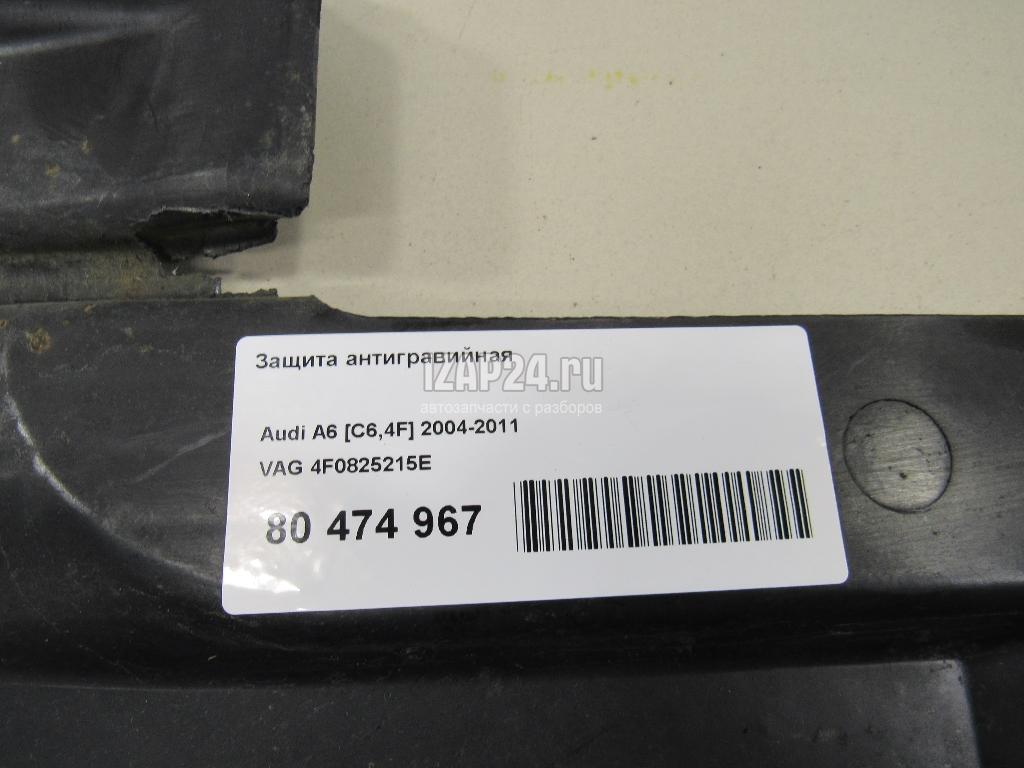 Защита антигравийная
IZAP24.ru
автозапчасти с разборов
Audi A6 [C6,4F] 2004-2011
VAG 4F0825215E
80 474 967